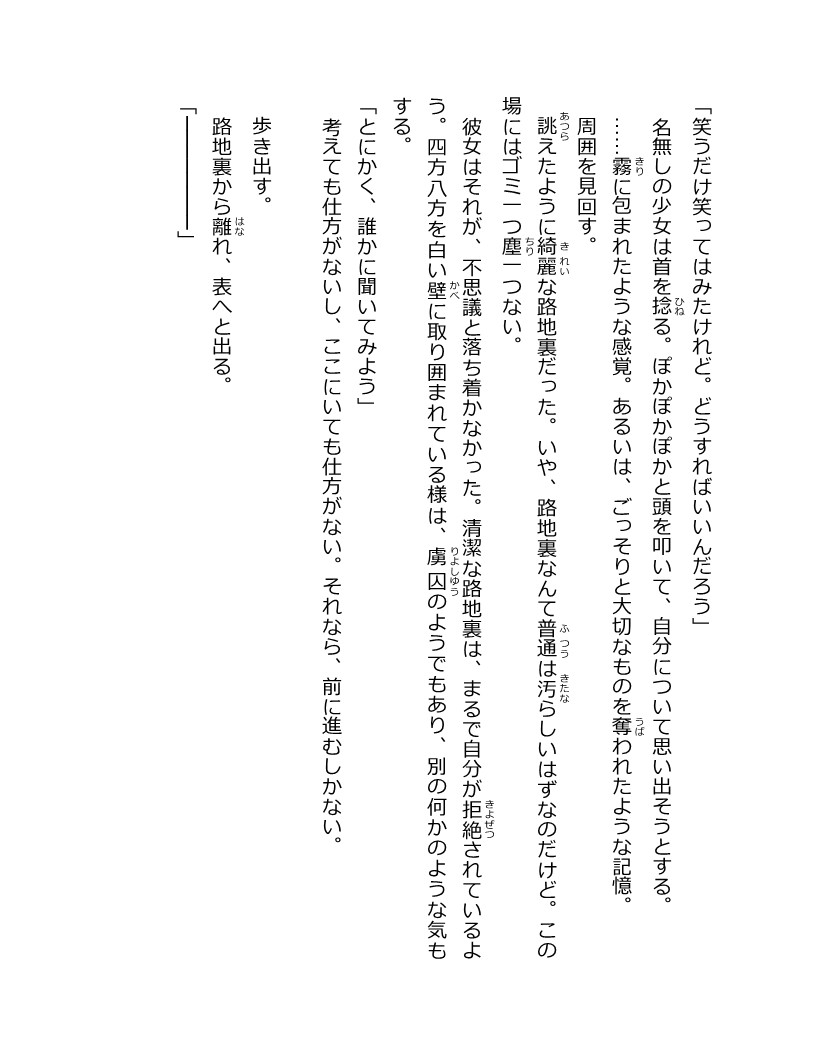 「笑うだけ笑ってはみたけれど。どうすればいいんだろう」
名無しの少女は首を捻る。ぽかぽかぽかと頭を叩いて、自分について思い出そうとする。
……霧に包まれたような感覚。あるいは、ごっそりと大切なものを奪われたような記憶。
周囲を見回す。
誂えたように綺麗な路地裏だった。いや、路地裏なんて普通は汚らしいはずなのだけど。この
場にはゴミ一つ塵一つない。
彼女はそれが、不思議と落ち着かなかった。清潔な路地裏は、まるで自分が拒絶されているよ
う。四方八方を白い壁に取り囲まれている様は、虜囚のようでもあり、別の何かのような気も
する。
「とにかく、誰かに聞いてみよう」
考えても仕方がないし、ここにいても仕方がない。それなら、前に進むしかない。
歩き出す。
路地裏から離れ、表へと出る。
「――――――」